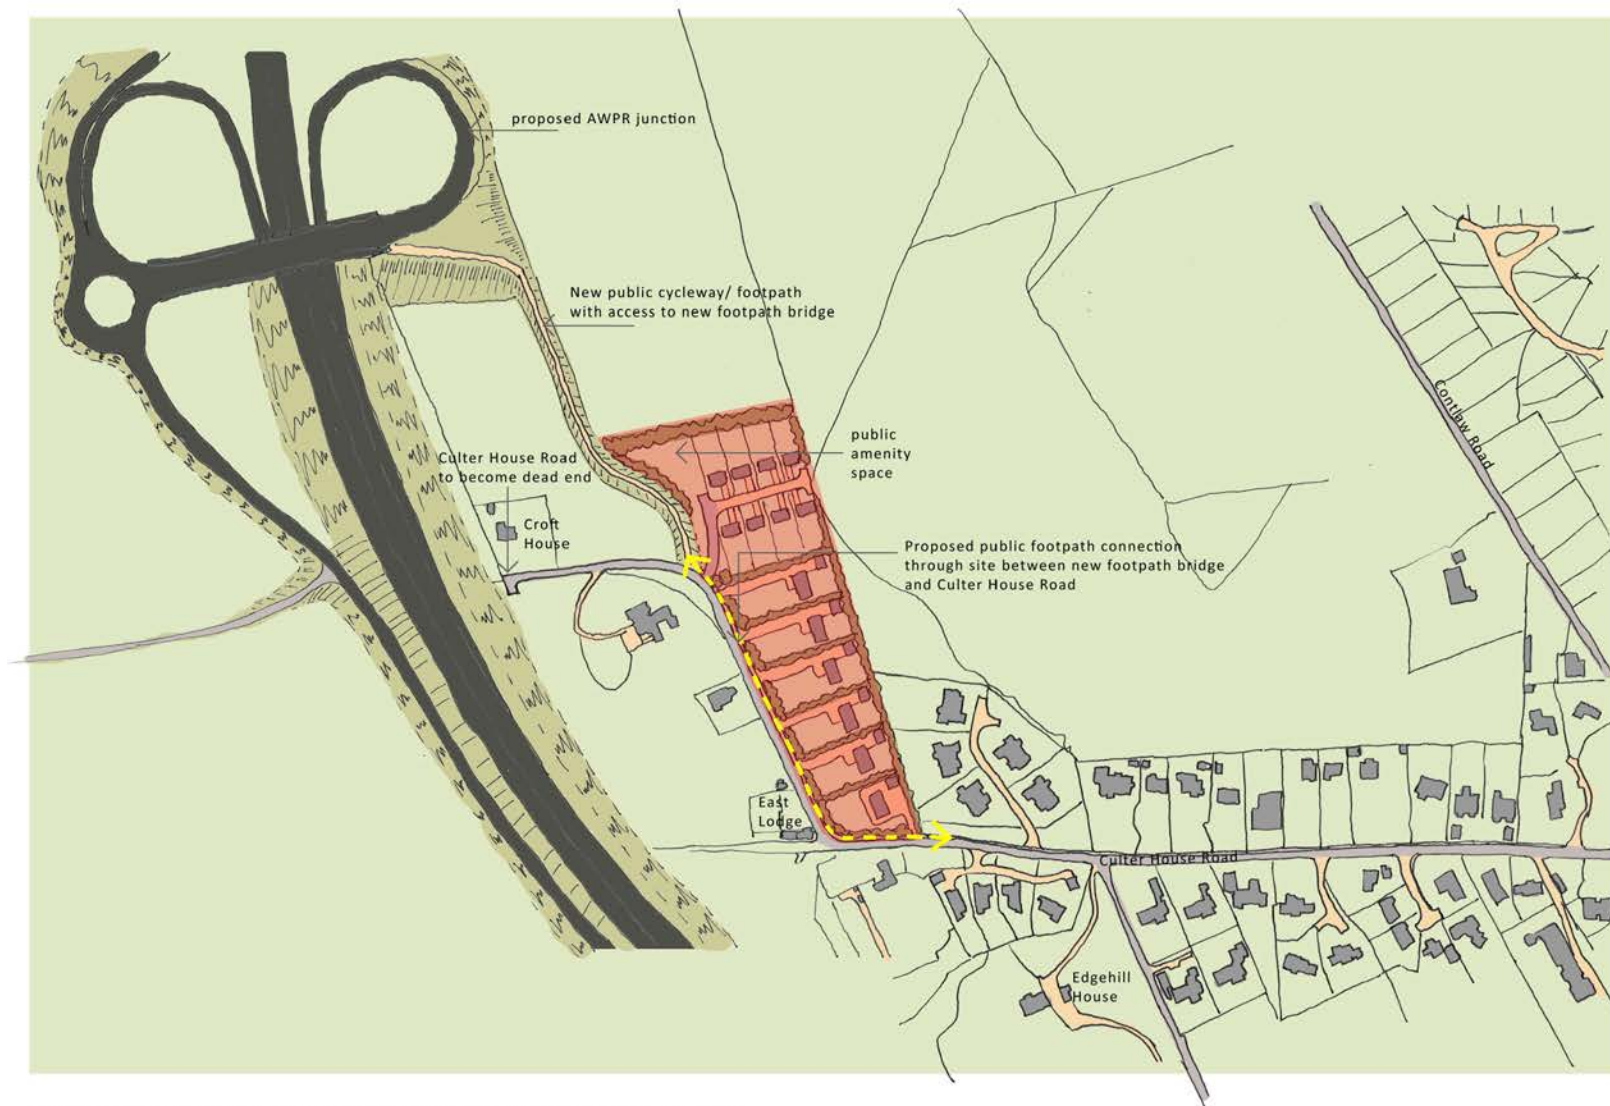 proposed AWPR junction
New public cycleway/ footpath
with access to new footpath bridge
Contlaw Road
public
amenity
space
Culter House Road
to become dead end
Croft
House
Proposed public footpath connection
through site between new footpath bridge
and Culter House Road
East
Lodge
Culter House Road
Edgehill
House